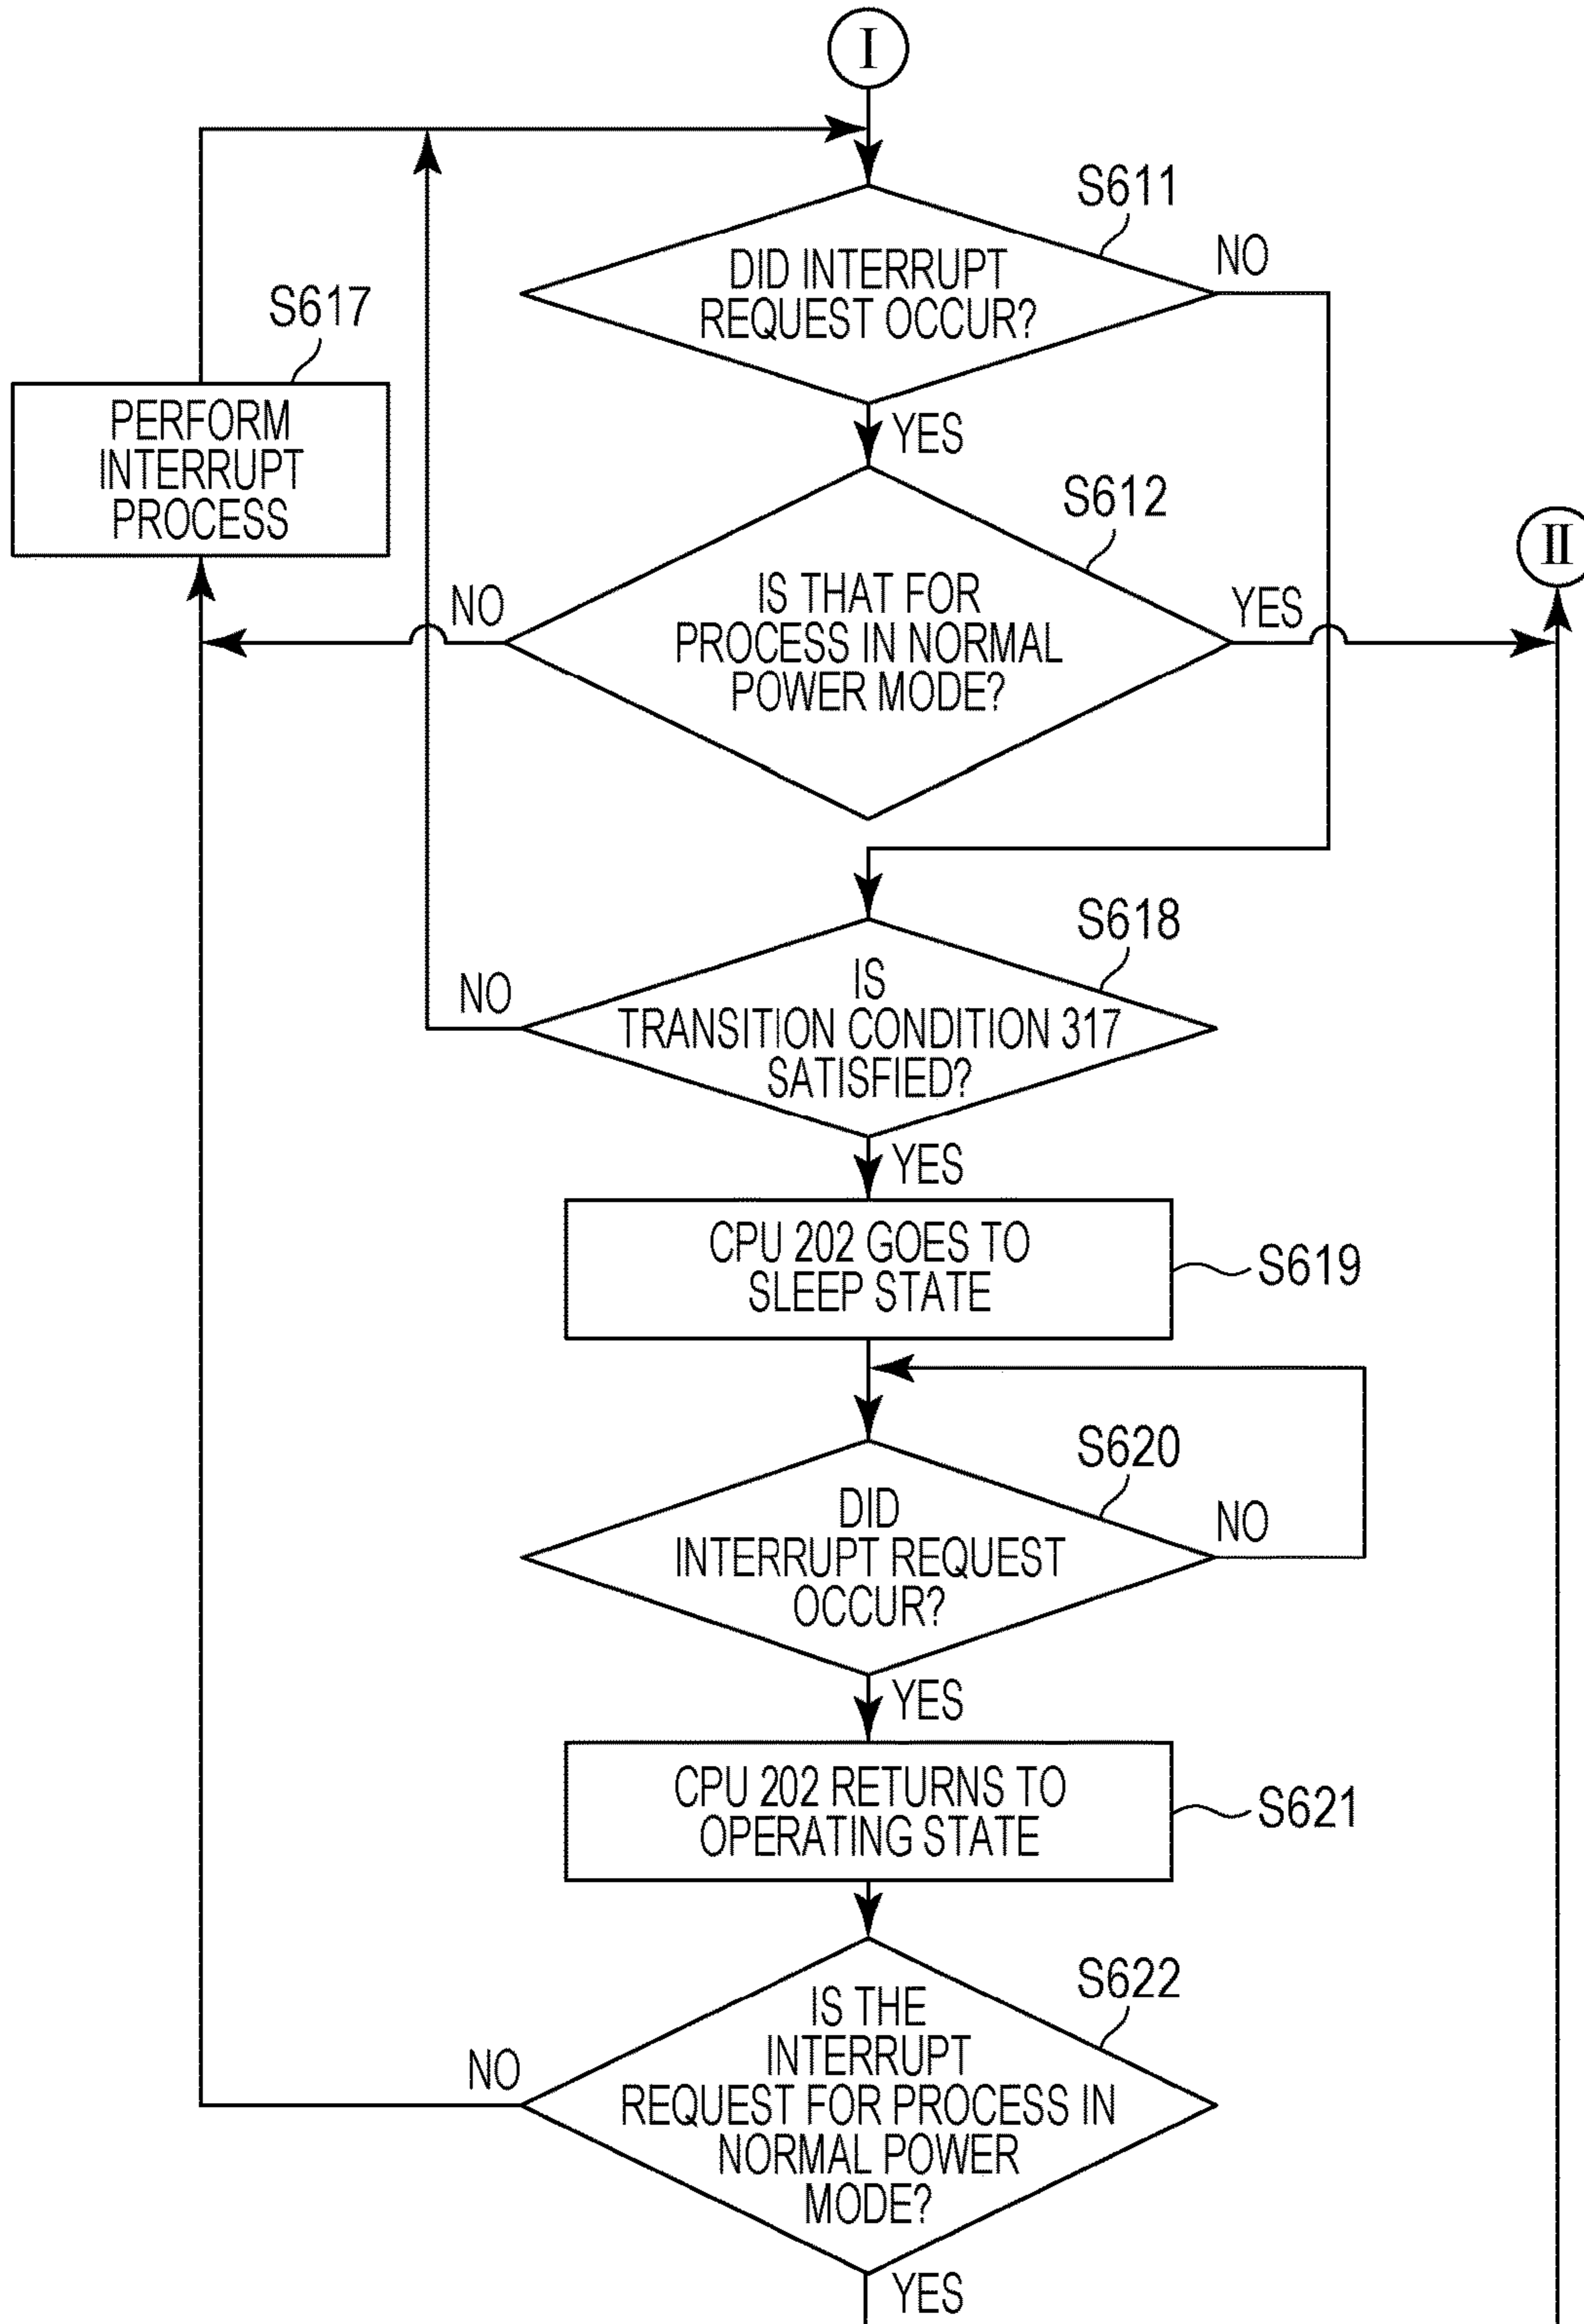 I
S611
DID INTERRUPT
REQUEST OCCUR?
NO
S617
PERFORM
INTERRUPT
PROCESS
YES
S612
II
IS THAT FOR
PROCESS IN NORMAL
POWER MODE?
NO
YES
S618
IS
TRANSITION CONDITION 317
SATISFIED?
NO
YES
CPU 202 GOES TO
SLEEP STATE
S619
S620
DID
INTERRUPT REQUEST
OCCUR?
NO
YES
CPU 202 RETURNS TO
OPERATING STATE
S621
S622
IS THE
INTERRUPT
REQUEST FOR PROCESS IN
NORMAL POWER
MODE?
NO
YES